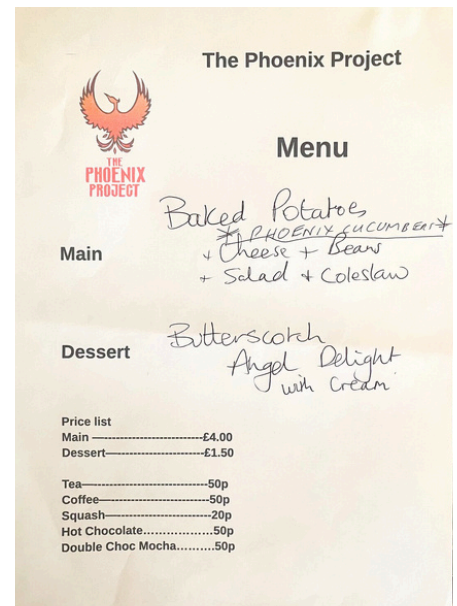 The Phoenix Project
THE
PHOENIX
PROJECT
Menu
Main
Baked Potatoes
* PHOENIX CUCUMBER *
+ Cheese + Beans
+ Salad + Coleslaw
Dessert
Butterscotch
Angel Delight
with Cream
Price list
Main ----------------------------£4.00
Dessert-------------------------£1.50
Tea--------------------------------50p
Coffee----------------------------50p
Squash---------------------------20p
Hot Chocolate………………50p
Double Choc Mocha……….50p